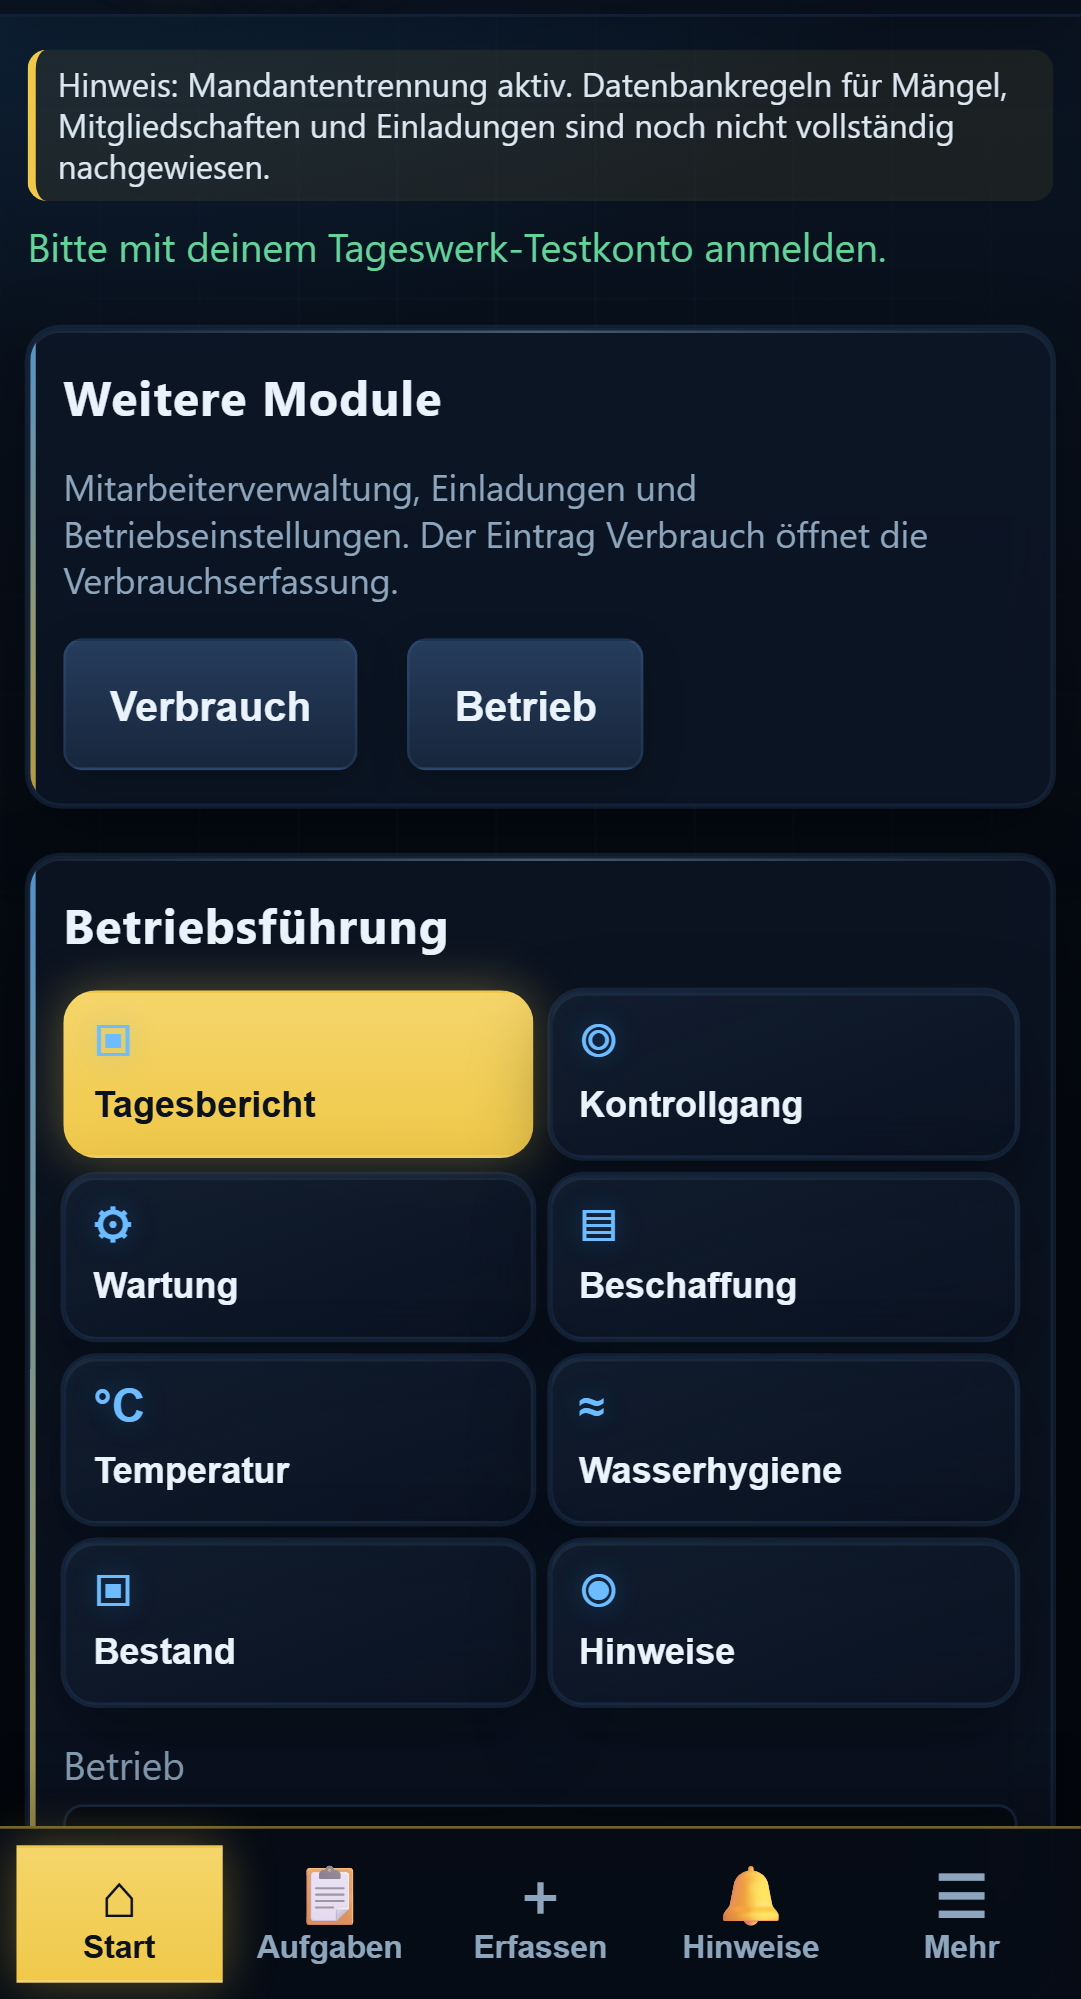 Hinweis: Mandantentrennung aktiv. Datenbankregeln für Mängel,
Mitgliedschaften und Einladungen sind noch nicht vollständig
nachgewiesen.
Bitte mit deinem Tageswerk-Testkonto anmelden.
Weitere Module
Mitarbeiterverwaltung, Einladungen und
Betriebseinstellungen. Der Eintrag Verbrauch öffnet die
Verbrauchserfassung.
Verbrauch
Betrieb
Betriebsführung
Tagesbericht
Kontrollgang
Wartung
Beschaffung
°C
Temperatur
Wasserhygiene
Bestand
Hinweise
Betrieb
Start
Aufgaben
Erfassen
Hinweise
Mehr